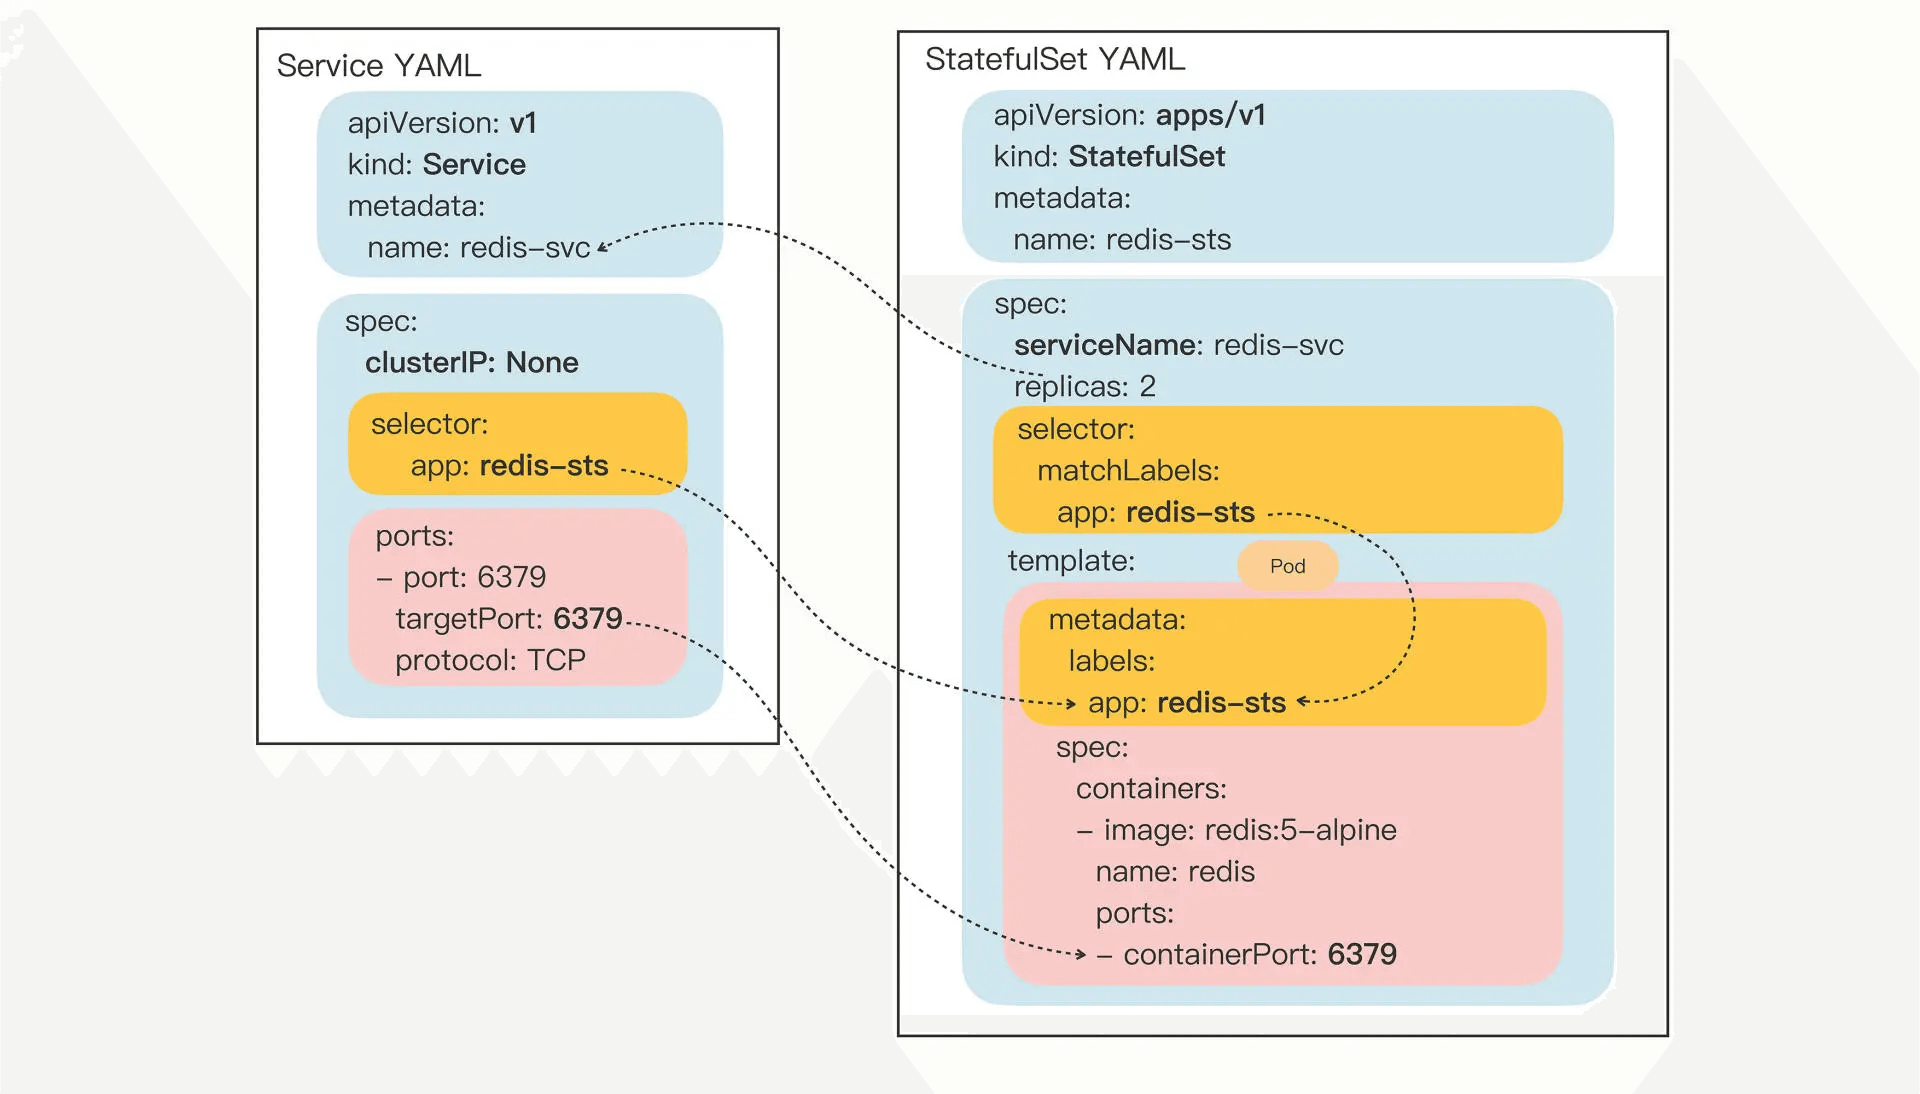 Service YAML
apiVersion: v1
kind: Service
metadata:
name: redis-svc
spec:
clusterIP: None
selector:
app: redis-sts
ports:
- port: 6379
targetPort: 6379
protocol: TCP
StatefulSet YAML
apiVersion: apps/v1
kind: StatefulSet
metadata:
name: redis-sts
spec:
serviceName: redis-svc
replicas: 2
selector:
matchLabels:
app: redis-sts
template:
Pod
metadata:
labels:
app: redis-sts
spec:
containers:
- image: redis:5-alpine
name: redis
ports:
- containerPort: 6379